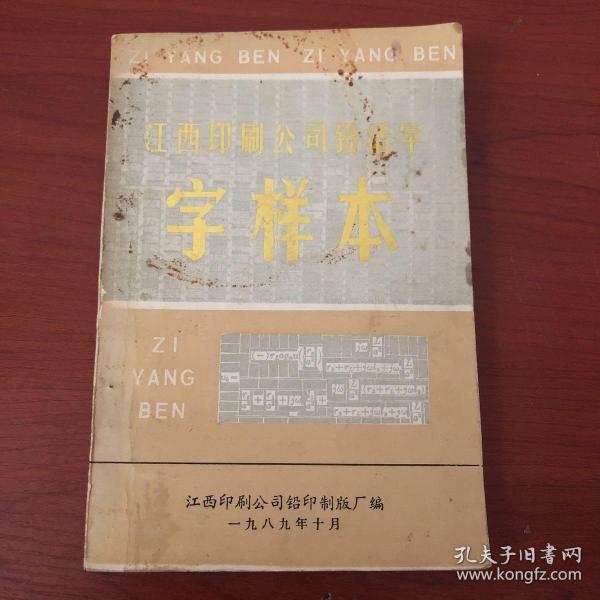 ZI YANG BEN ZI YANG BEN
江西印刷公司铅活字
字样本
ZI
YANG
BEN
江西印刷公司铅印制版厂编
一九八九年十月
孔夫子旧书网
www.kongfz.com